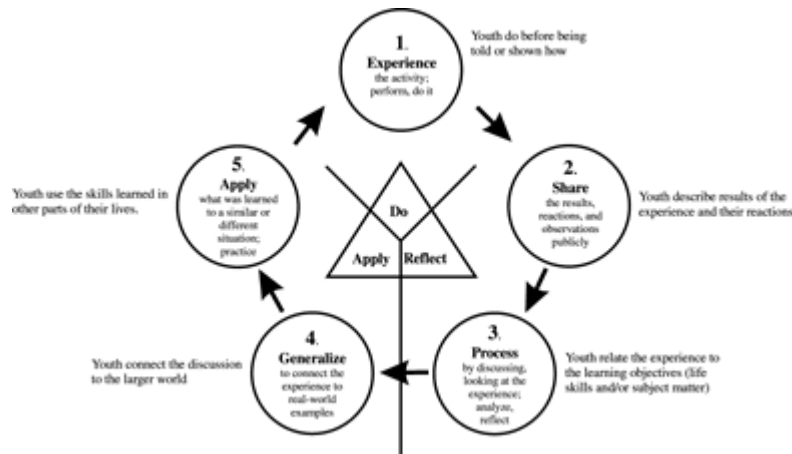 1.
Experience
the activity;
perform, do it
Youth do before being
told or shown how
2.
Share
the results,
reactions, and
observations
publicly
Youth describe results of the
experience and their reactions
3.
Process
by discussing,
looking at the
experience;
analyze,
reflect
Youth relate the experience to
the learning objectives (life
skills and/or subject matter)
4.
Generalize
to connect the
experience to
real-world
examples
Youth connect the discussion
to the larger world
5.
Apply
what was learned
to a similar or
different
situation;
practice
Youth use the skills learned in
other parts of their lives.
Do
Apply
Reflect